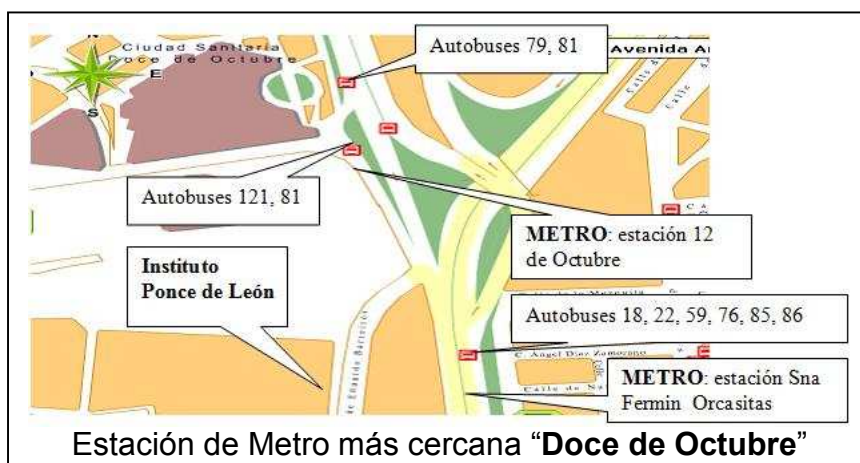 Autobuses 79, 81
Avenida A
Ciudad Sanitaria
Doce de Octubre
E
S
Autobuses 121, 81
METRO: estación 12
de Octubre
Instituto
Ponce de León
Autobuses 18, 22, 59, 76, 85, 86
C. Ángel Díez Zamorano
METRO: estación Sna
Fermin Orcasitas
Estación de Metro más cercana “Doce de Octubre”